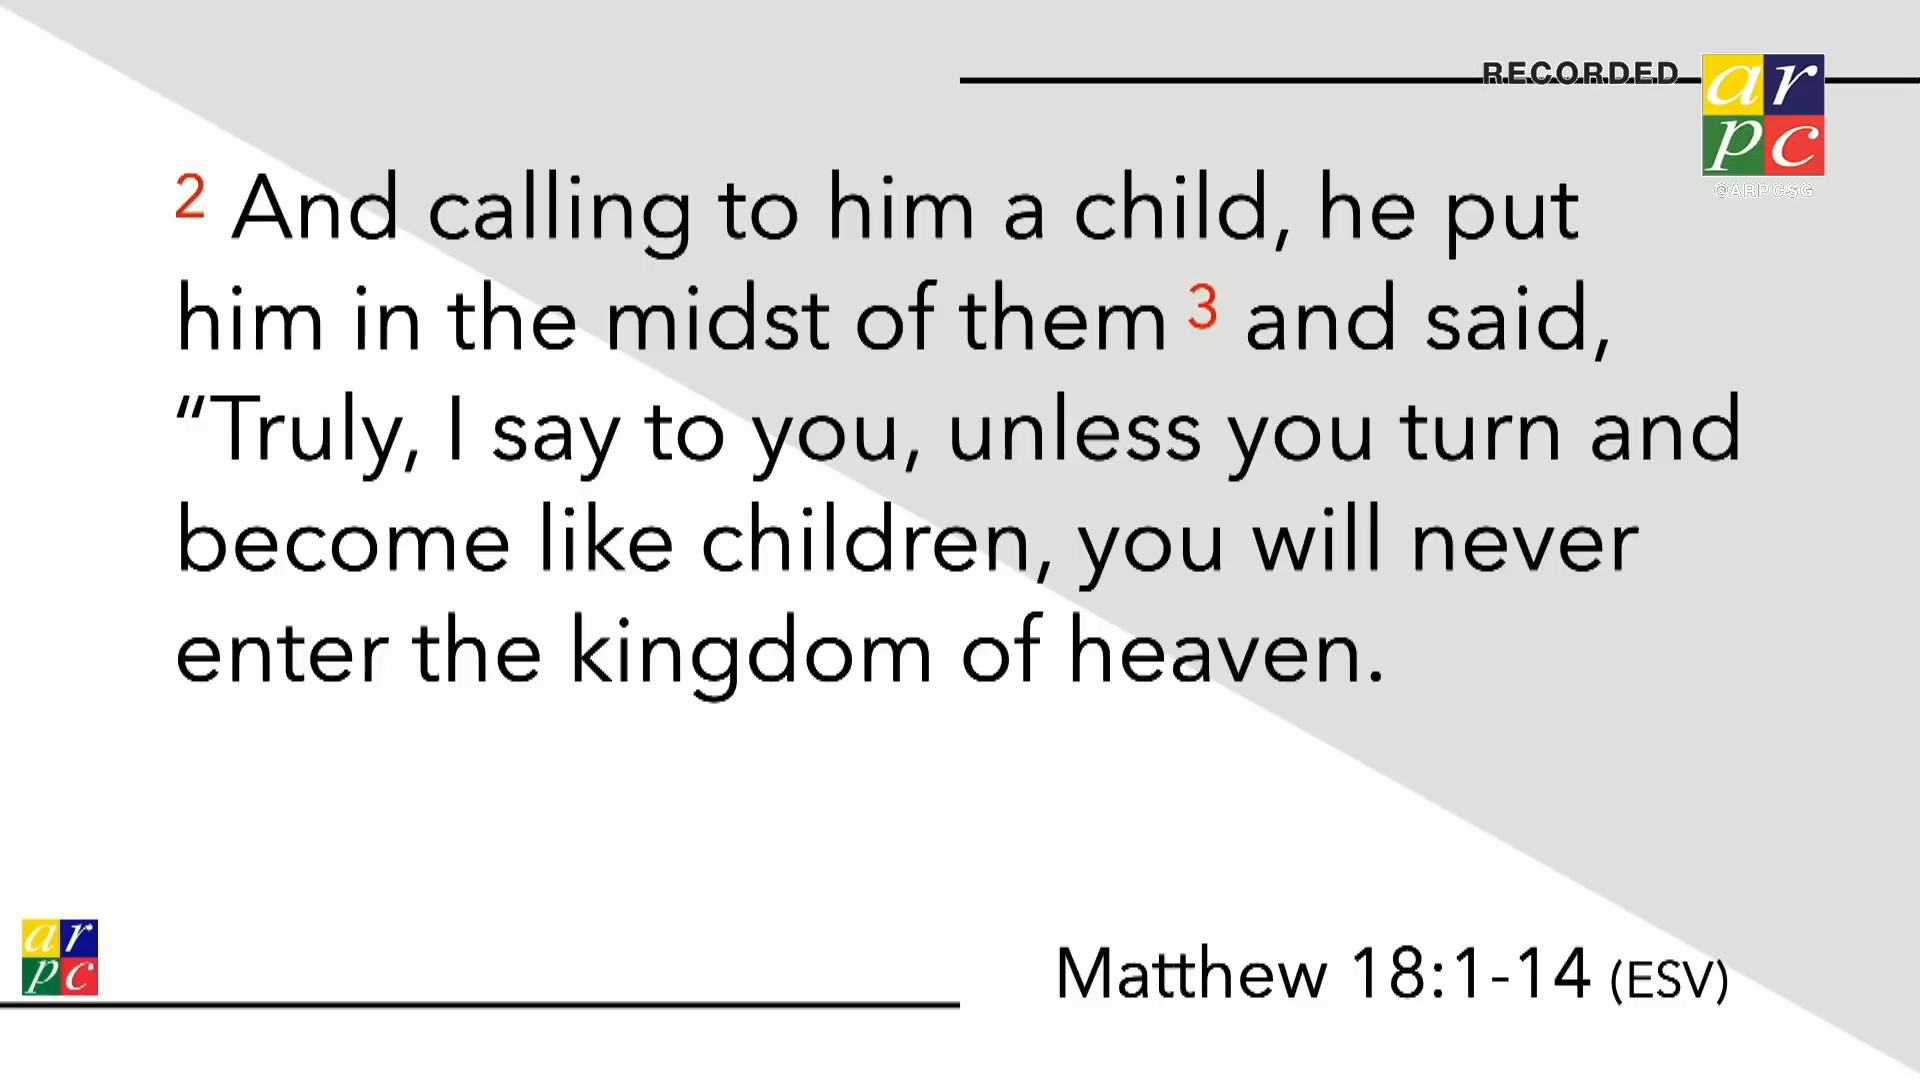 RECORDED
ar
pc
@ARPCSG
2 And calling to him a child, he put
him in the midst of them 3 and said,
“Truly, I say to you, unless you turn and
become like children, you will never
enter the kingdom of heaven.
ar
pc
Matthew 18:1-14 (ESV)